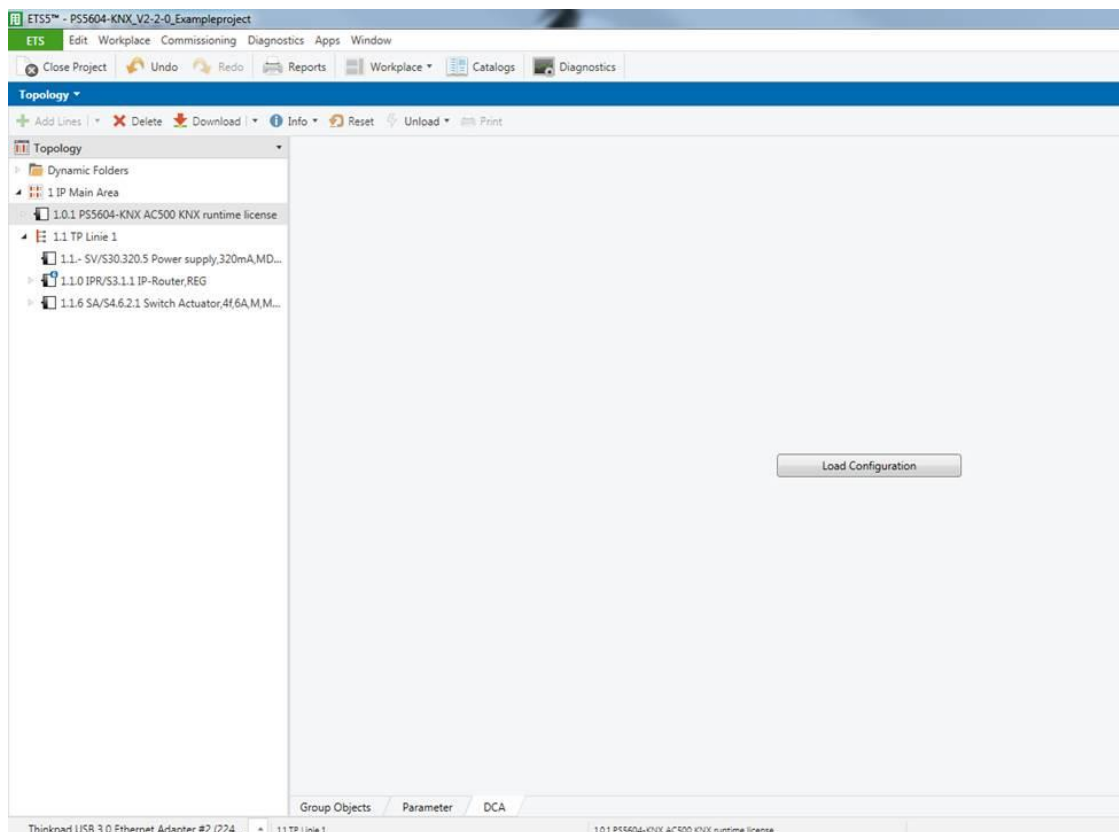 ETS5™ - PS5604-KNX_V2-2-0_Exampleproject
ETS Edit Workplace Commissioning Diagnostics Apps Window
Close Project Undo Redo Reports Workplace Catalogs Diagnostics
Topology
Add Lines Delete Download Info Reset Unload Print
Topology
Dynamic Folders
1 IP Main Area
1.0.1 PS5604-KNX AC500 KNX runtime license
1.1 TP Linie 1
1.1.- SV/S30.320.5 Power supply,320mA,MD...
1.1.0 IPR/S3.1.1 IP-Router,REG
1.1.6 SA/S4.6.2.1 Switch Actuator,4f,6A,M,M...
Load Configuration
Group Objects Parameter DCA
Thinkpad USB 3.0 Ethernet Adapter #2 (224 1.1 TP Linie 1 1.0.1 PS5604-KNX AC500 KNX runtime license